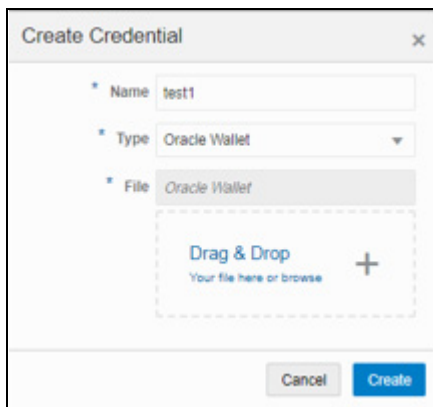 Create Credential ×
* Name test1
* Type Oracle Wallet
* File Oracle Wallet
Drag & Drop
Your file here or browse
Cancel Create